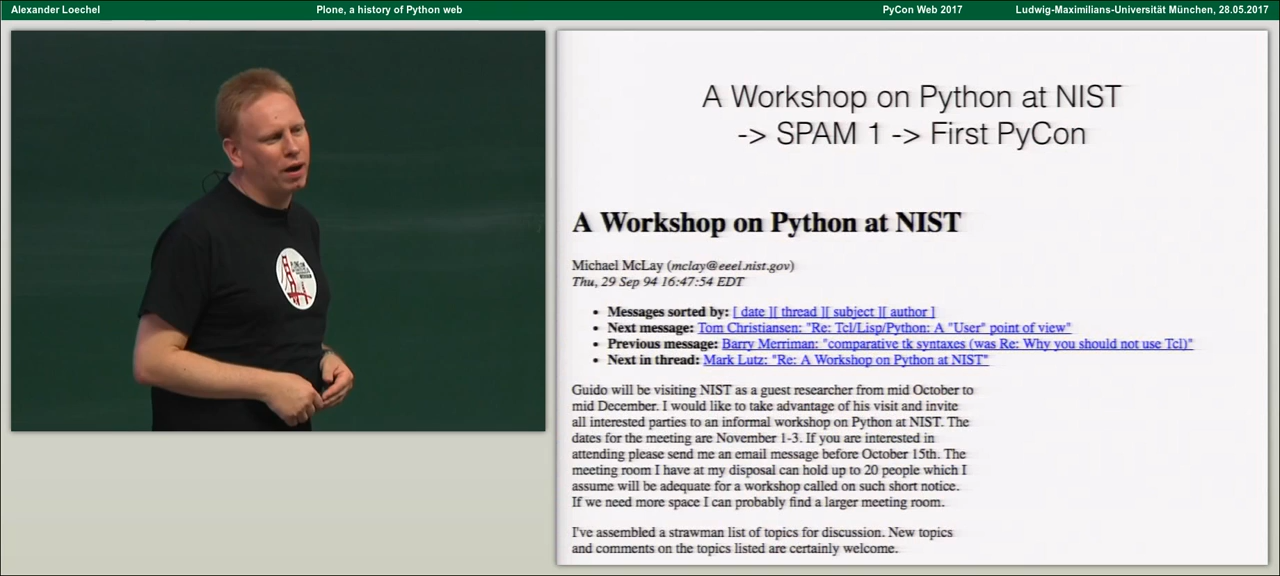 Alexander Loechel Plone, a history of Python web PyCon Web 2017 Ludwig-Maximilians-Universität München, 28.05.2017
A Workshop on Python at NIST
-> SPAM 1 -> First PyCon
A Workshop on Python at NIST
Michael McLay (mclay@eeel.nist.gov)
Thu, 29 Sep 94 16:47:54 EDT
• Messages sorted by: [ date ][ thread ][ subject ][ author ]
• Next message: Tom Christiansen: "Re: Tcl/Lisp/Python: A "User" point of view"
• Previous message: Barry Merriman: "comparative tk syntaxes (was Re: Why you should not use Tcl)"
• Next in thread: Mark Lutz: "Re: A Workshop on Python at NIST"
Guido will be visiting NIST as a guest researcher from mid October to
mid December. I would like to take advantage of his visit and invite
all interested parties to an informal workshop on Python at NIST. The
dates for the meeting are November 1-3. If you are interested in
attending please send me an email message before October 15th. The
meeting room I have at my disposal can hold up to 20 people which I
assume will be adequate for a workshop called on such short notice.
If we need more space I can probably find a larger meeting room.
I've assembled a strawman list of topics for discussion. New topics
and comments on the topics listed are certainly welcome.